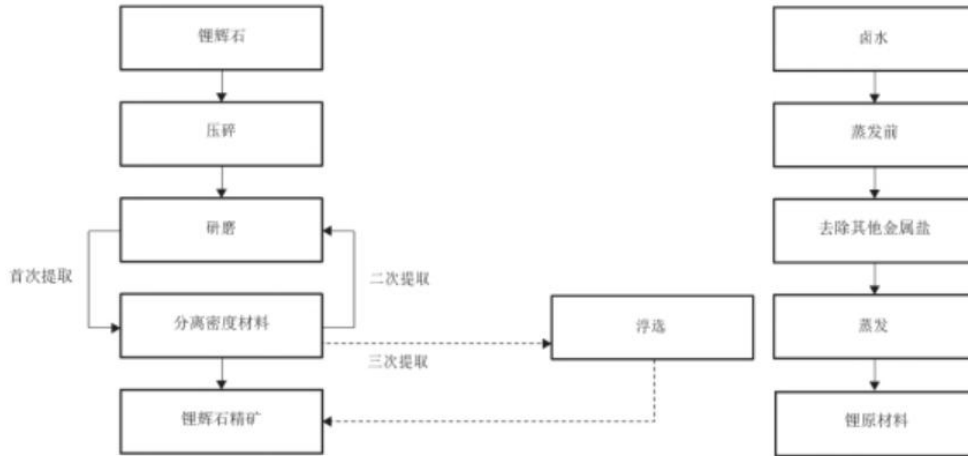 锂辉石
压碎
研磨
首次提取
二次提取
分离密度材料
三次提取
浮选
锂辉石精矿
卤水
蒸发前
去除其他金属盐
蒸发
锂原材料